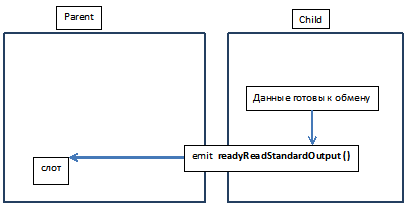 Parent
Child
Данные готовы к обмену
emit readyReadStandardOutput()
слот